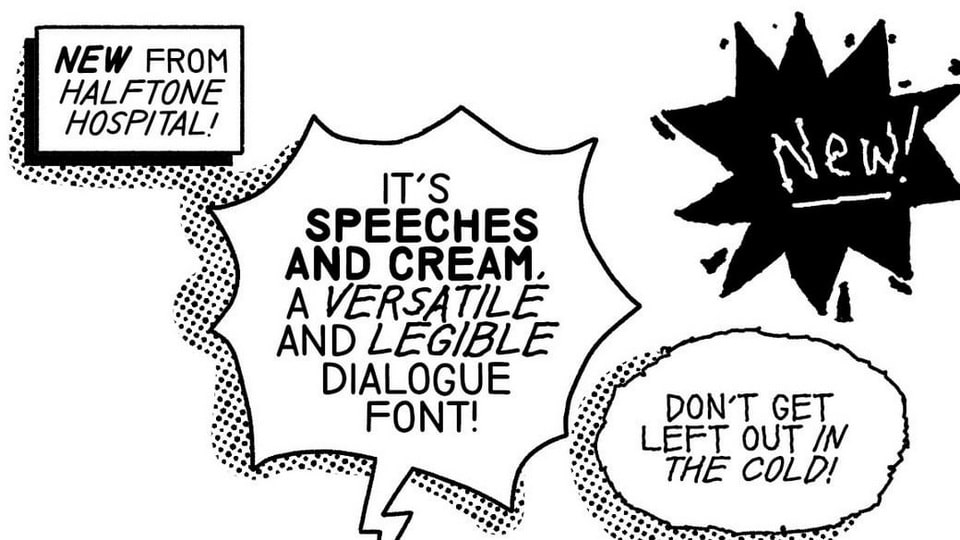 NEW FROM
HALFTONE
HOSPITAL!
IT'S
SPEECHES
AND CREAM,
A VERSATILE
AND LEGIBLE
DIALOGUE
FONT!
New!
DON'T GET
LEFT OUT IN
THE COLD!